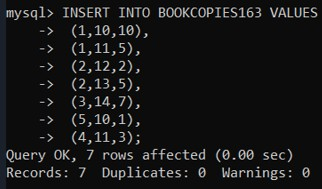 mysql> INSERT INTO BOOKCOPIES163 VALUES
-> (1,10,10),
-> (1,11,5),
-> (2,12,2),
-> (2,13,5),
-> (3,14,7),
-> (5,10,1),
-> (4,11,3);
Query OK, 7 rows affected (0.00 sec)
Records: 7  Duplicates: 0  Warnings: 0